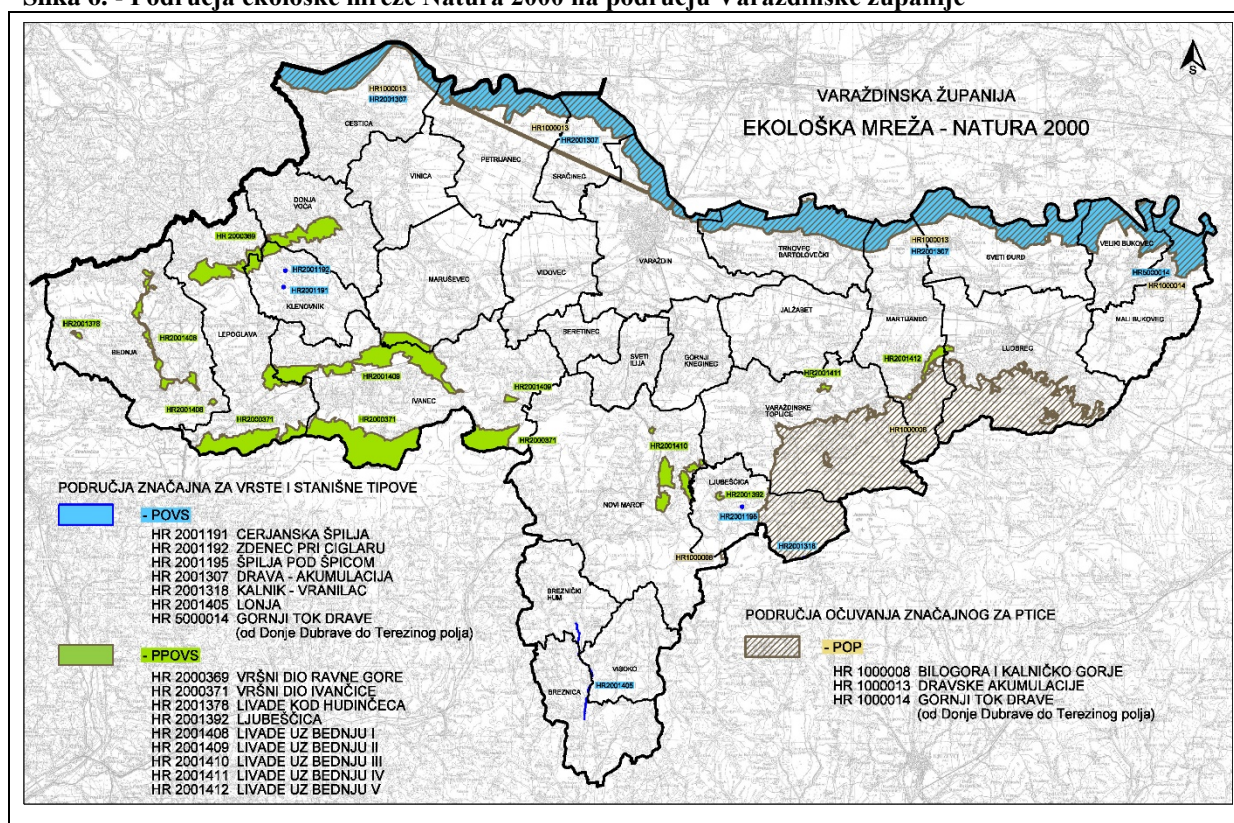 Slika 6. - Područja ekološke mreže Natura 2000 na području Varaždinske županije
S
VARAŽDINSKA ŽUPANIJA
EKOLOŠKA MREŽA - NATURA 2000
HR1000013
HR2001307
CESTICA
HR1000013
HR2001307
PETRIJANEC
SRAČINEC
VINICA
DONJA
VOĆA
HR 2000369
HR2001192
HR2001191
KLENOVNIK
MARUŠEVEC
VIDOVEC
VARAŽDIN
TRNOVEC
BARTOLOVEČKI
HR1000013
HR2001307
SVETI ĐURĐ
VELIKI BUKOVEC
HR5000014
HR1000014
MALI BUKOVEC
HR2001378
BEDNJA
HR2001408
LEPOGLAVA
BERETINEC
SVETI
ILIJA
GORNJI
KNEGINEC
JALŽABET
MARTIJANEC
LUDBREG
HR2001412
HR2001411
HR2001409
IVANEC
HR2001409
VARAŽDINSKE
TOPLICE
HR2001408
HR2000371
HR2000371
HR2000371
HR1000008
HR2001410
LJUBEŠĆICA
HR2001392
HR2001195
NOVI MAROF
HR1000008
HR2001318
BREZNIČKI
HUM
VISOKO
HR2001405
BREZNICA
PODRUČJA ZNAČAJNA ZA VRSTE I STANIŠNE TIPOVE
- POVS
HR 2001191 CERJANSKA ŠPILJA
HR 2001192 ZDENEC PRI CIGLARU
HR 2001195 ŠPILJA POD ŠPICOM
HR 2001307 DRAVA - AKUMULACIJA
HR 2001318 KALNIK - VRANILAC
HR 2001405 LONJA
HR 5000014 GORNJI TOK DRAVE
(od Donje Dubrave do Terezinog polja)
- PPOVS
HR 2000369 VRŠNI DIO RAVNE GORE
HR 2000371 VRŠNI DIO IVANČICE
HR 2001378 LIVADE KOD HUDINČECA
HR 2001392 LJUBEŠĆICA
HR 2001408 LIVADE UZ BEDNJU I
HR 2001409 LIVADE UZ BEDNJU II
HR 2001410 LIVADE UZ BEDNJU III
HR 2001411 LIVADE UZ BEDNJU IV
HR 2001412 LIVADE UZ BEDNJU V
PODRUČJA OČUVANJA ZNAČAJNOG ZA PTICE
- POP
HR 1000008 BILOGORA I KALNIČKO GORJE
HR 1000013 DRAVSKE AKUMULACIJE
HR 1000014 GORNJI TOK DRAVE
(od Donje Dubrave do Terezinog polja)